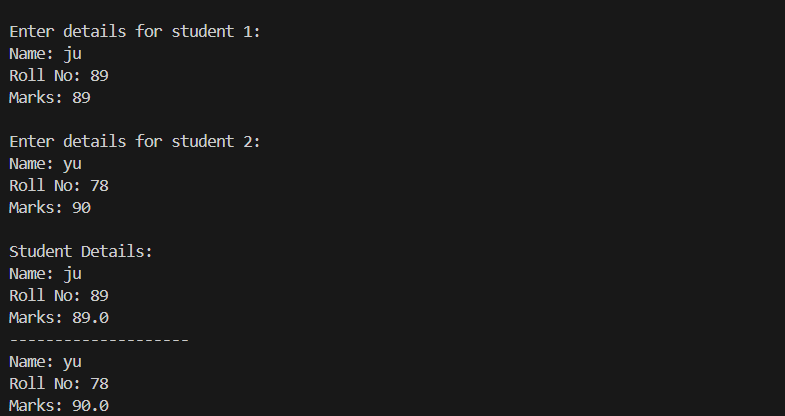 Enter details for student 1:
Name: ju
Roll No: 89
Marks: 89
Enter details for student 2:
Name: yu
Roll No: 78
Marks: 90
Student Details:
Name: ju
Roll No: 89
Marks: 89.0
--------------------
Name: yu
Roll No: 78
Marks: 90.0